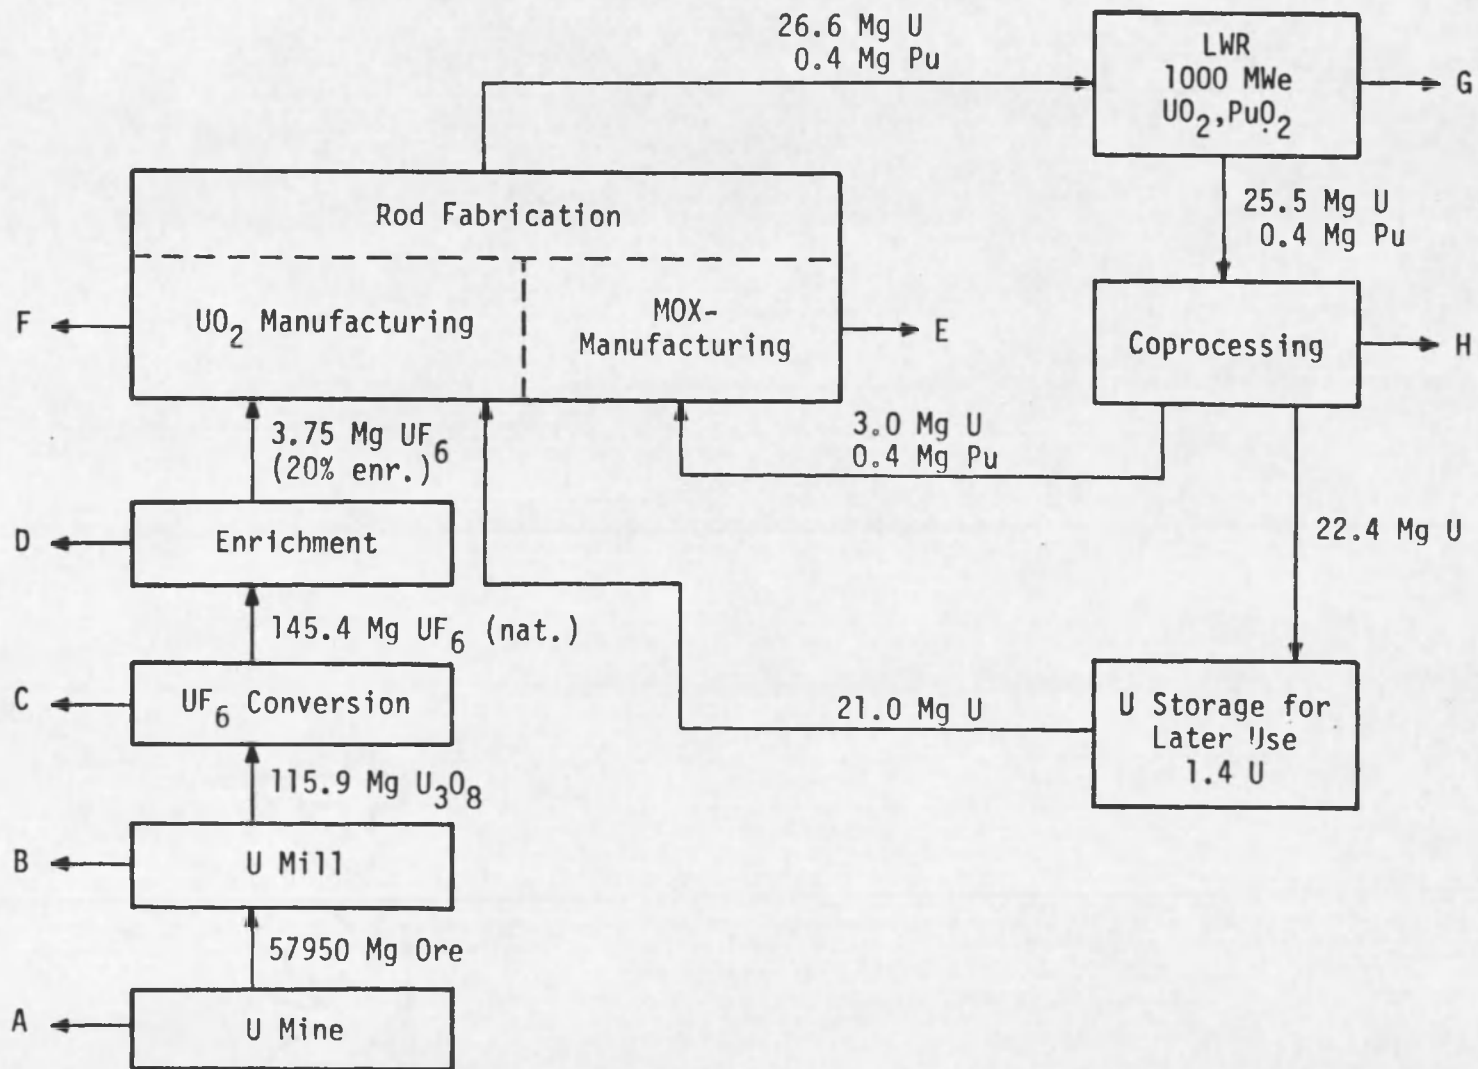 26.6 Mg U
0.4 Mg Pu
LWR
1000 MWe
UO2,PuO2
G
Rod Fabrication
25.5 Mg U
0.4 Mg Pu
F
UO2 Manufacturing
MOX-
Manufacturing
E
Coprocessing
H
3.75 Mg UF6
(20% enr.)
3.0 Mg U
0.4 Mg Pu
D
Enrichment
22.4 Mg U
145.4 Mg UF6 (nat.)
C
UF6 Conversion
21.0 Mg U
U Storage for
Later Use
1.4 U
115.9 Mg U3O8
B
U Mill
57950 Mg Ore
A
U Mine